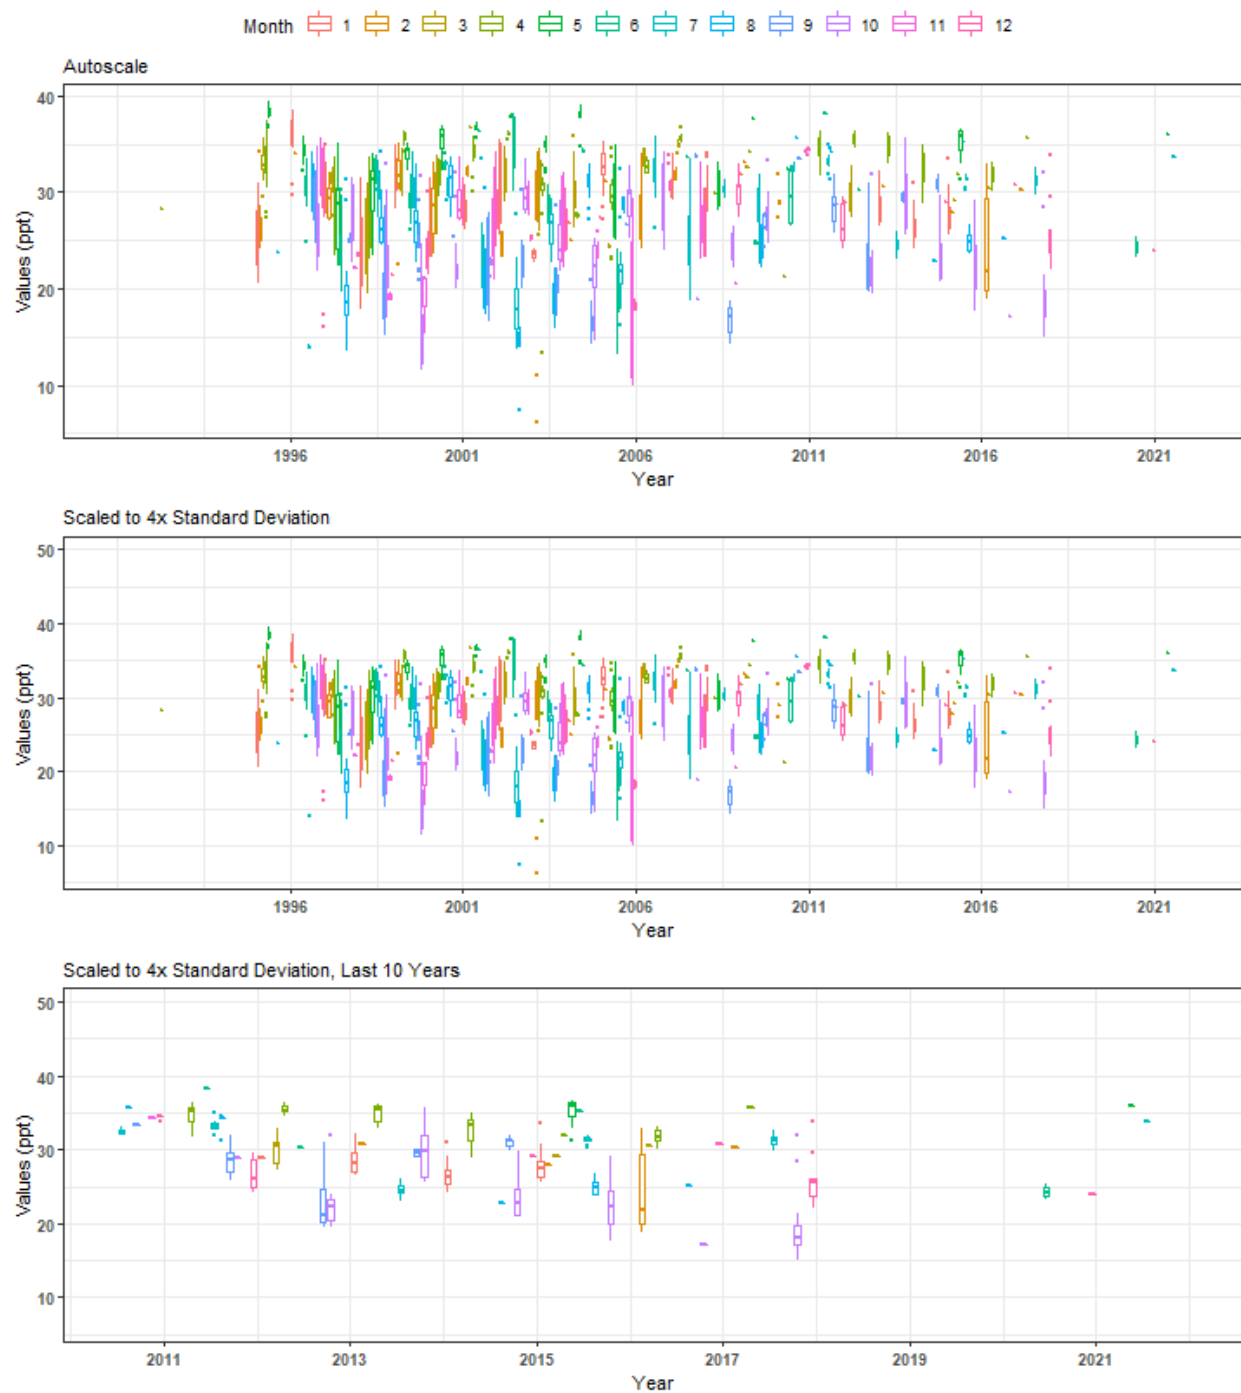 Month 1 2 3 4 5 6 7 8 9 10 11 12
Autoscale
40
30
20
10
Values (ppt)
1996 2001 2006 2011 2016 2021
Year
Scaled to 4x Standard Deviation
50
40
30
20
10
Values (ppt)
1996 2001 2006 2011 2016 2021
Year
Scaled to 4x Standard Deviation, Last 10 Years
50
40
30
20
10
Values (ppt)
2011 2013 2015 2017 2019 2021
Year